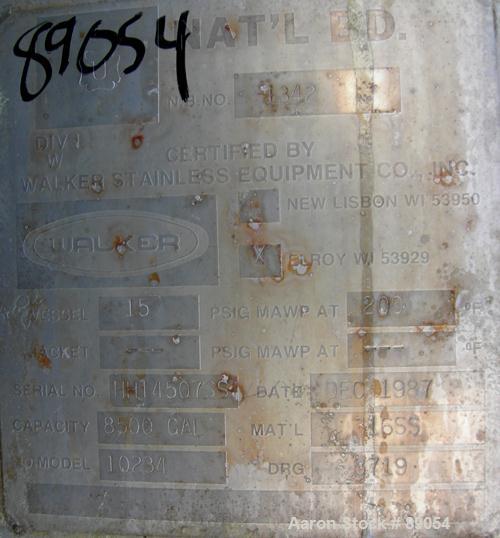 89054
NAT'L BD.
U
N.B.NO. 1342
DIV 1
W
CERTIFIED BY
WALKER STAINLESS EQUIPMENT CO., INC.
NEW LISBON WI 53950
WALKER
X ELROY WI 53929
VESSEL 15 PSIG MAWP AT 200 °F
JACKET --- PSIG MAWP AT --- °F
SERIAL NO. DATE DEC 1987
CAPACITY 8500 GAL MAT'L 316SS
MODEL 10234 DRG
Aaron Stock # 89054